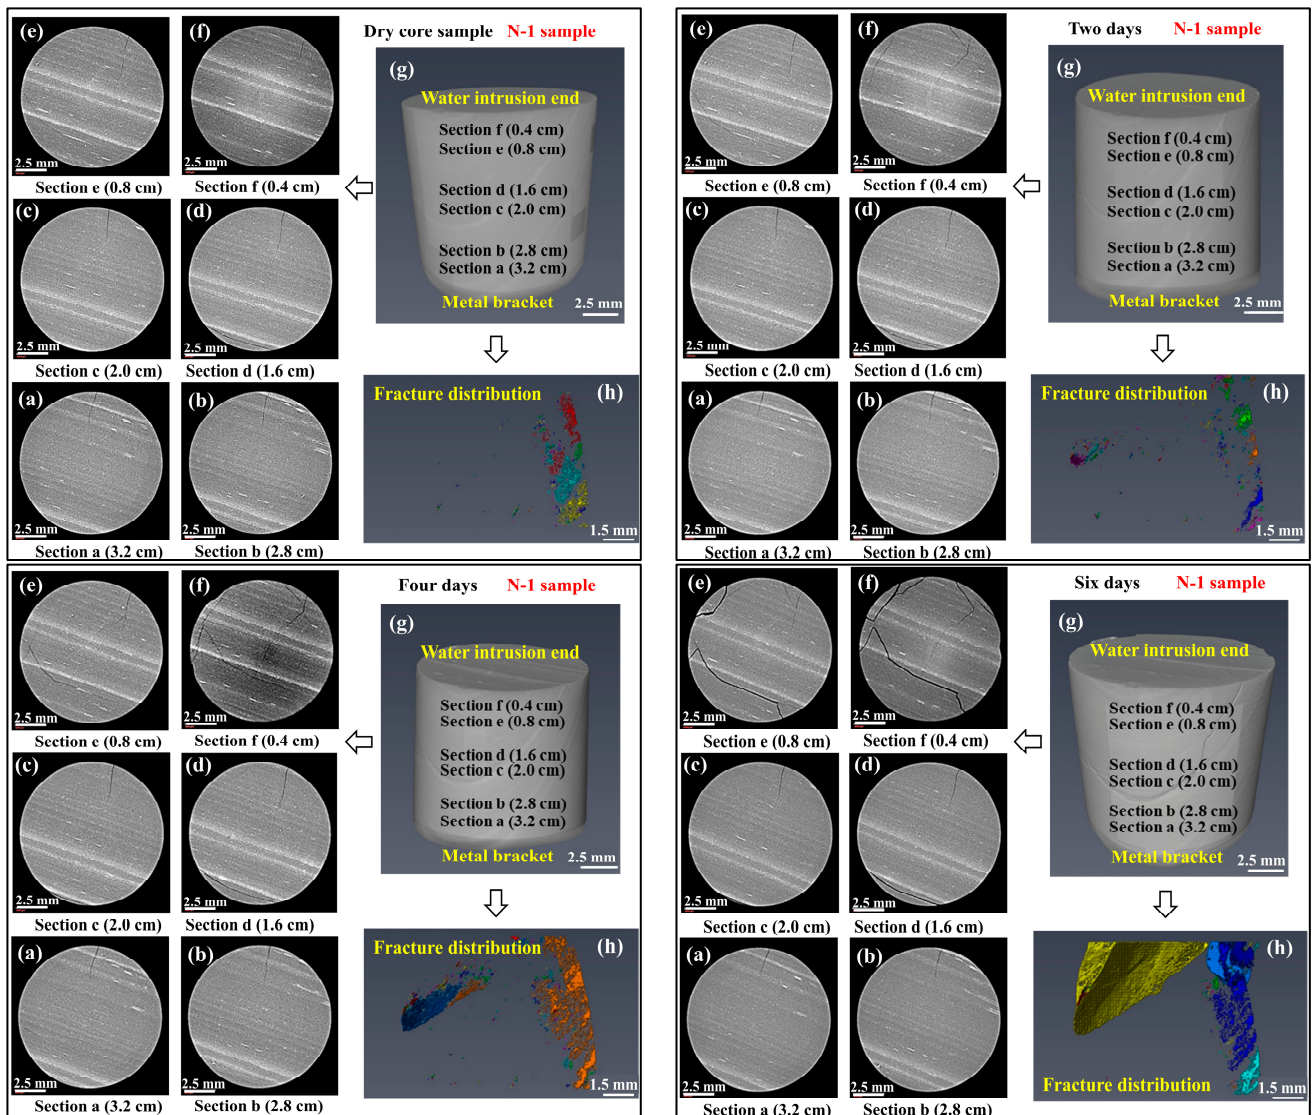 (e)
(f)
Dry core sample N-1 sample
(g)
Water intrusion end
Section f (0.4 cm)
Section e (0.8 cm)
Section d (1.6 cm)
Section c (2.0 cm)
Section b (2.8 cm)
Section a (3.2 cm)
Metal bracket
2.5 mm
2.5 mm
2.5 mm
Section e (0.8 cm)
Section f (0.4 cm)
(c)
(d)
2.5 mm
2.5 mm
Section c (2.0 cm)
Section d (1.6 cm)
(a)
(b)
2.5 mm
2.5 mm
Section a (3.2 cm)
Section b (2.8 cm)
Fracture distribution
(h)
1.5 mm
(e)
(f)
Two days N-1 sample
(g)
Water intrusion end
Section f (0.4 cm)
Section e (0.8 cm)
Section d (1.6 cm)
Section c (2.0 cm)
Section b (2.8 cm)
Section a (3.2 cm)
Metal bracket
2.5 mm
2.5 mm
2.5 mm
Section e (0.8 cm)
Section f (0.4 cm)
(c)
(d)
2.5 mm
2.5 mm
Section c (2.0 cm)
Section d (1.6 cm)
(a)
(b)
2.5 mm
2.5 mm
Section a (3.2 cm)
Section b (2.8 cm)
Fracture distribution
(h)
1.5 mm
(e)
(f)
Four days N-1 sample
(g)
Water intrusion end
Section f (0.4 cm)
Section e (0.8 cm)
Section d (1.6 cm)
Section c (2.0 cm)
Section b (2.8 cm)
Section a (3.2 cm)
Metal bracket
2.5 mm
2.5 mm
2.5 mm
Section c (0.8 cm)
Section f (0.4 cm)
(c)
(d)
2.5 mm
2.5 mm
Section c (2.0 cm)
Section d (1.6 cm)
(a)
(b)
2.5 mm
2.5 mm
Section a (3.2 cm)
Section b (2.8 cm)
Fracture distribution
(h)
1.5 mm
(e)
(f)
Six days N-1 sample
(g)
Water intrusion end
Section f (0.4 cm)
Section e (0.8 cm)
Section d (1.6 cm)
Section c (2.0 cm)
Section b (2.8 cm)
Section a (3.2 cm)
Metal bracket
2.5 mm
2.5 mm
2.5 mm
Section e (0.8 cm)
Section f (0.4 cm)
(c)
(d)
2.5 mm
2.5 mm
Section c (2.0 cm)
Section d (1.6 cm)
(a)
(b)
2.5 mm
2.5 mm
Section a (3.2 cm)
Section b (2.8 cm)
(h)
Fracture distribution
1.5 mm